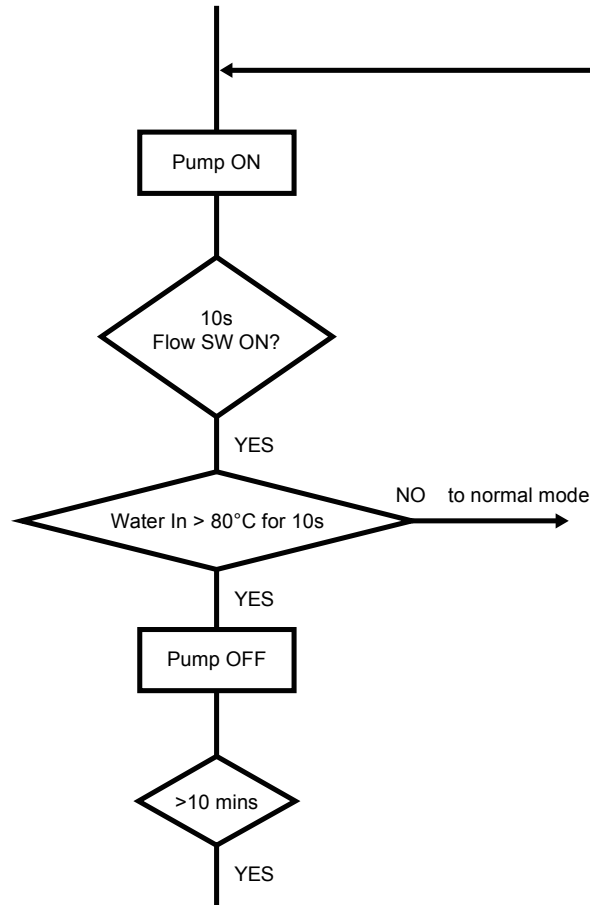 Pump ON
10s
Flow SW ON?
YES
NO to normal mode
Water In > 80°C for 10s
YES
Pump OFF
>10 mins
YES